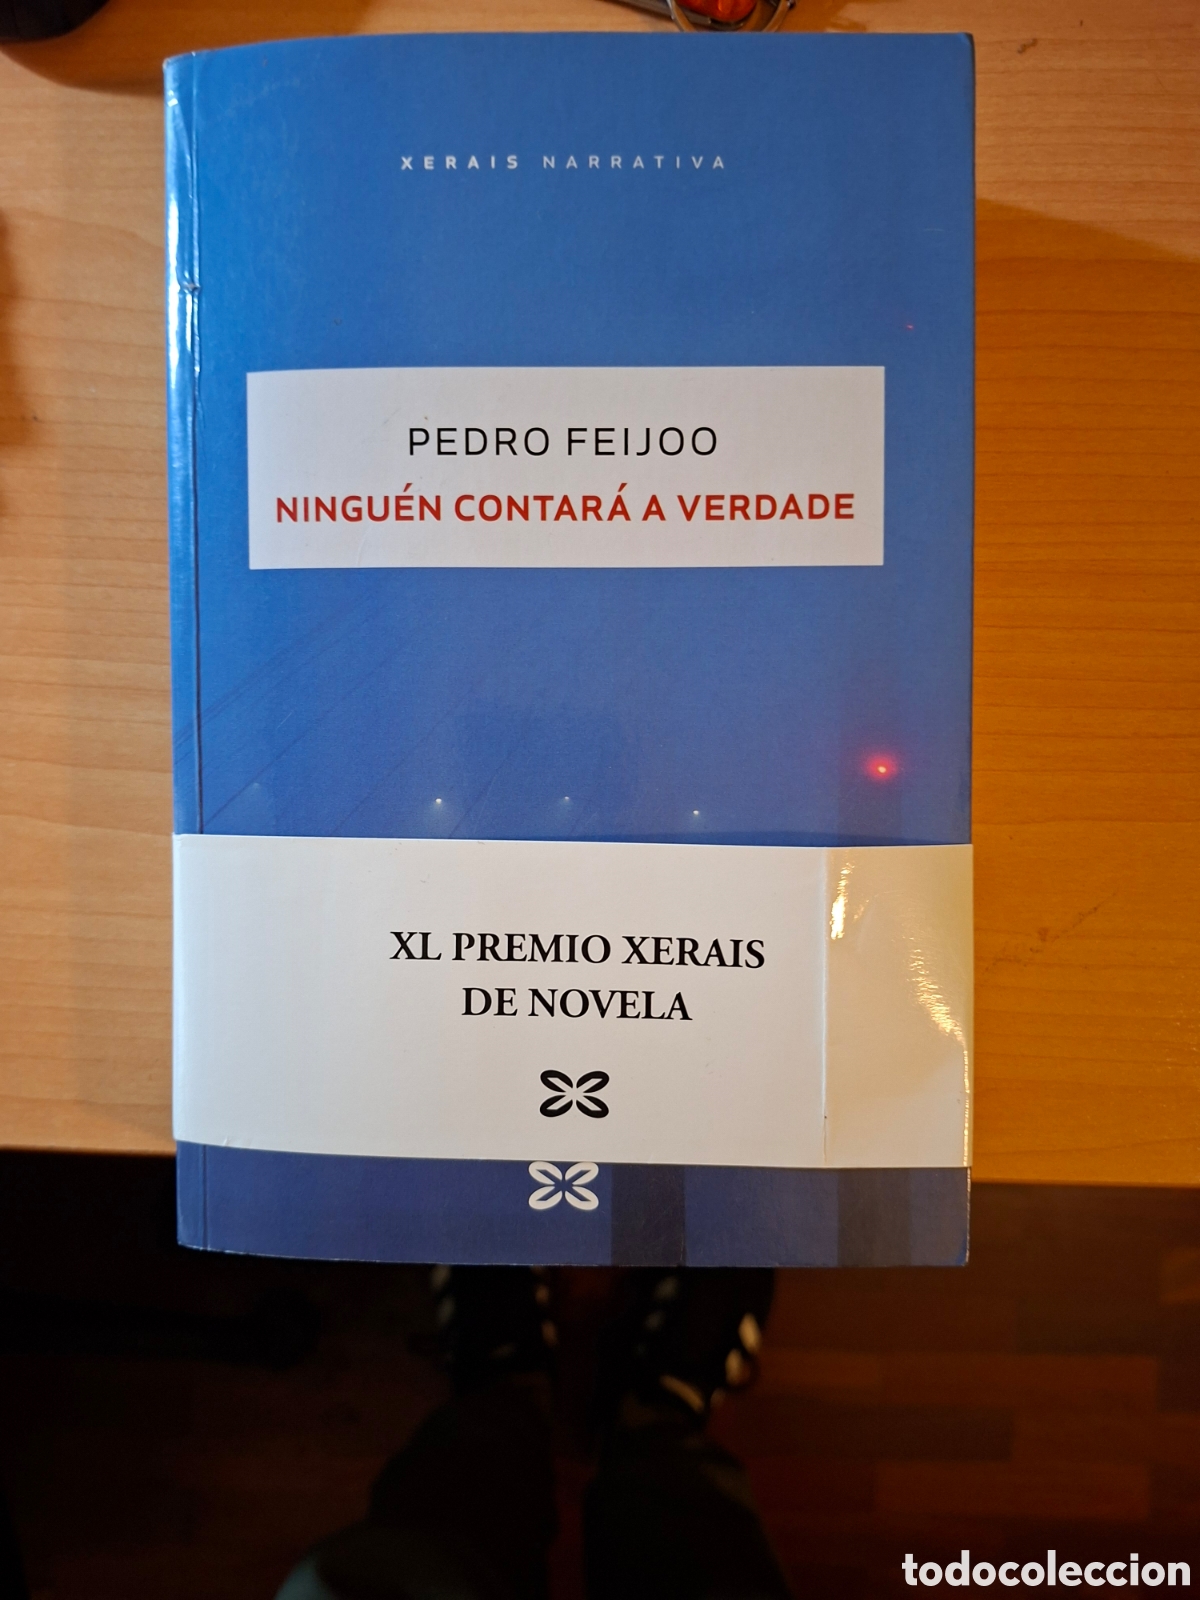 XERAIS NARRATIVA
PEDRO FEIJOO
NINGUÉN CONTARÁ A VERDADE
XL PREMIO XERAIS
DE NOVELA
todocoleccion